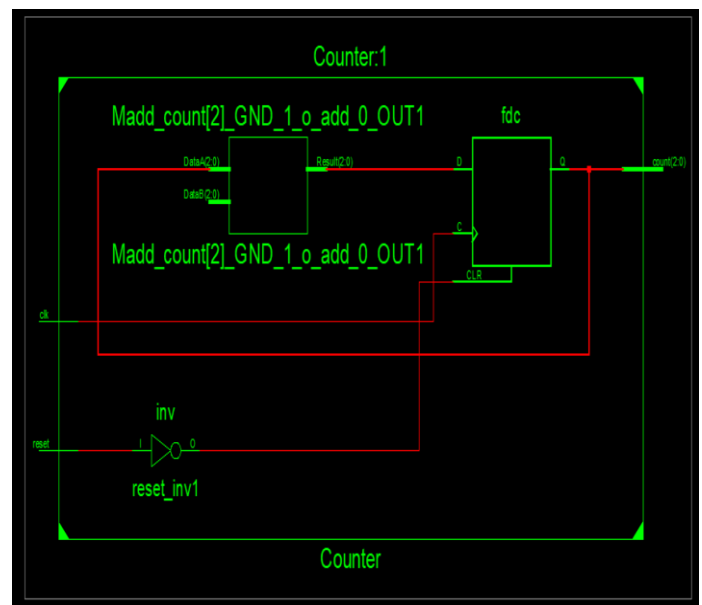 Counter:1
Madd_count[2]_GND_1_o_add_0_OUT1
fdc
DataA(2:0)
Result(2:0)
D
Q
count(2:0)
DataB(2:0)
C
Madd_count[2]_GND_1_o_add_0_OUT1
CLR
clk
inv
reset
I
O
reset_inv1
Counter